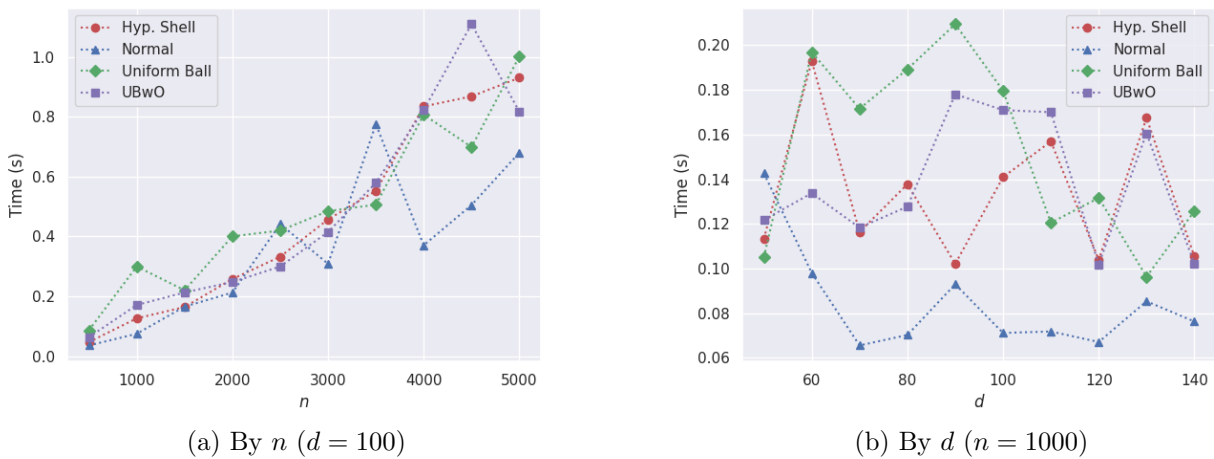 Hyp. Shell
Normal
Uniform Ball
UBwO
Time (s)
1.0
0.8
0.6
0.4
0.2
0.0
1000 2000 3000 4000 5000
n
(a) By n (d = 100)
Hyp. Shell
Normal
Uniform Ball
UBwO
Time (s)
0.20
0.18
0.16
0.14
0.12
0.10
0.08
0.06
60 80 100 120 140
d
(b) By d (n = 1000)